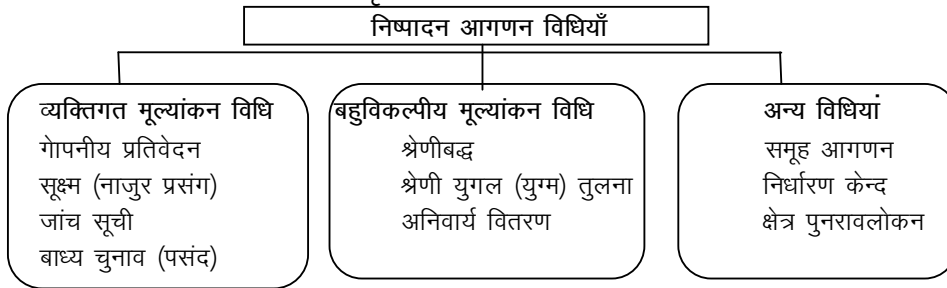 निष्पादन आगणन विधियाँ
व्यक्तिगत मूल्यांकन विधि
गेापनीय प्रतिवेदन
सूक्ष्म (नाजुर प्रसंग)
जांच सूची
बाध्य चुनाव (पसंद)
बहुविकल्पीय मूल्यांकन विधि
श्रेणीबद्ध
श्रेणी युगल (युग्म) तुलना
अनिवार्य वितरण
अन्य विधियां
समूह आगणन
निर्धारण केन्द
क्षेत्र पुनरावलोकन